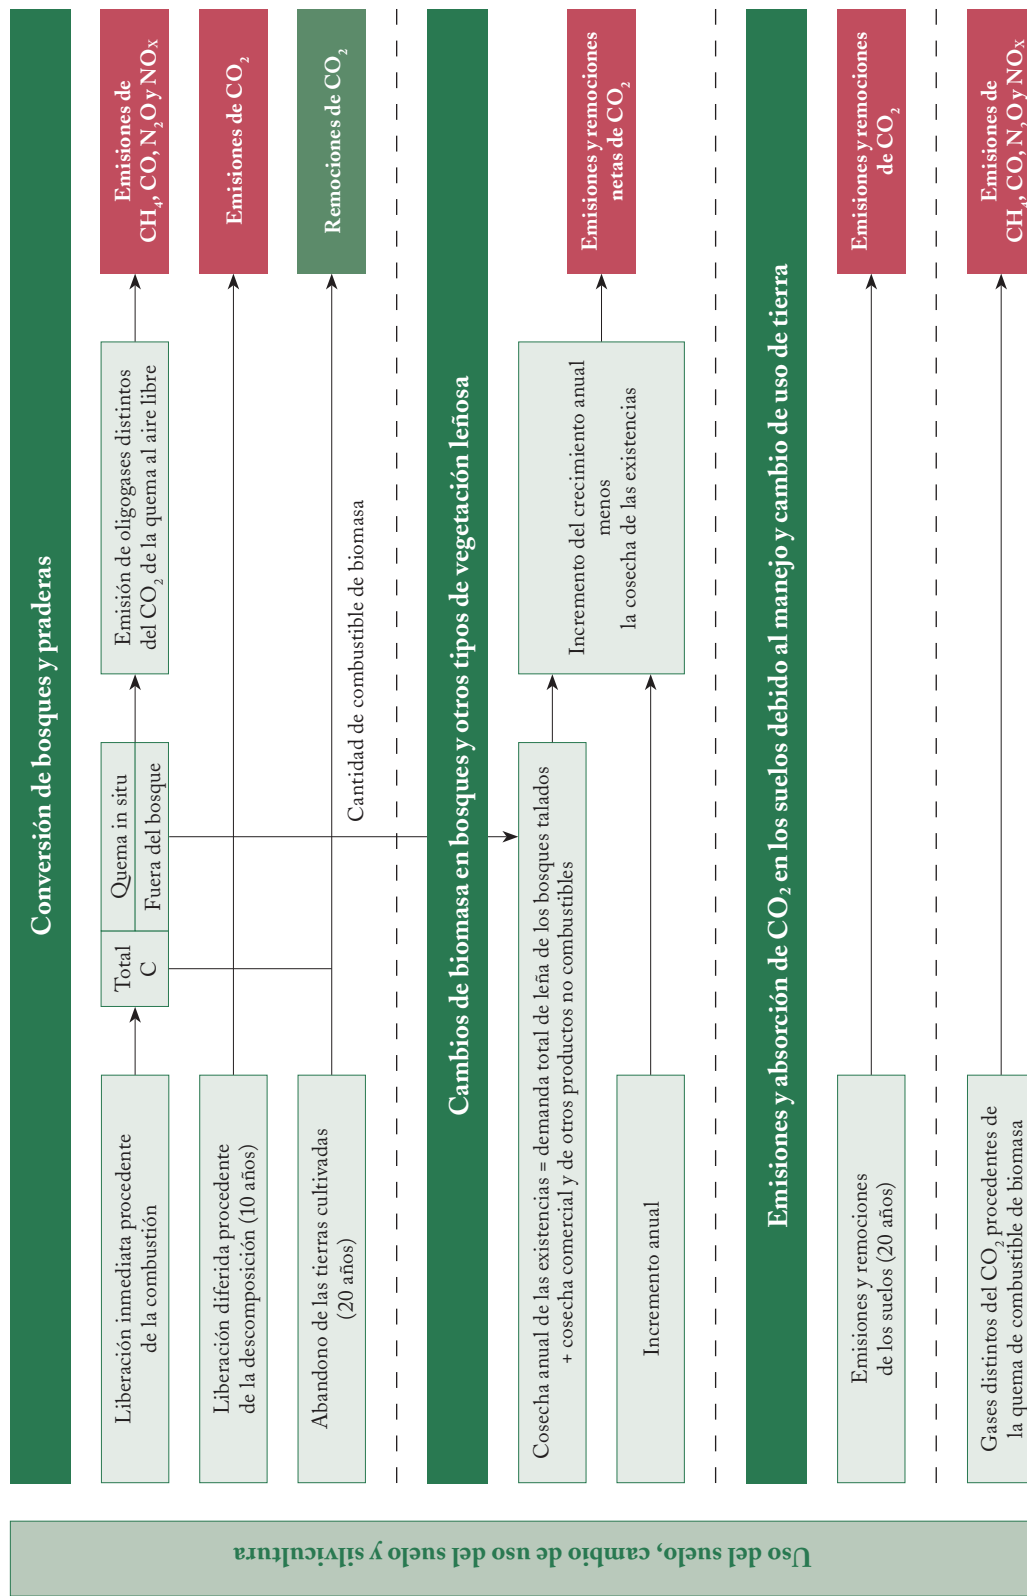 Uso del suelo, cambio de uso del suelo y silvicultura
Conversión de bosques y praderas
Liberación inmediata procedente
de la combustión
Total
C
Quema in situ
Fuera del bosque
Emisión de oligogases distintos
del CO₂ de la quema al aire libre
Emisiones de
CH₄, CO, N₂O y NOₓ
Liberación diferida procedente
de la descomposición (10 años)
Emisiones de CO₂
Abandono de las tierras cultivadas
(20 años)
Remociones de CO₂
Cantidad de combustible de biomasa
Cambios de biomasa en bosques y otros tipos de vegetación leñosa
Cosecha anual de las existencias = demanda total de leña de los bosques talados
+ cosecha comercial y de otros productos no combustibles
Incremento anual
Incremento del crecimiento anual
menos
la cosecha de las existencias
Emisiones y remociones
netas de CO₂
Emisiones y absorción de CO₂ en los suelos debido al manejo y cambio de uso de tierra
Emisiones y remociones
de los suelos (20 años)
Emisiones y remociones
de CO₂
Gases distintos del CO₂ procedentes de
la quema de combustible de biomasa
Emisiones de
CH₄, CO, N₂O y NOₓ